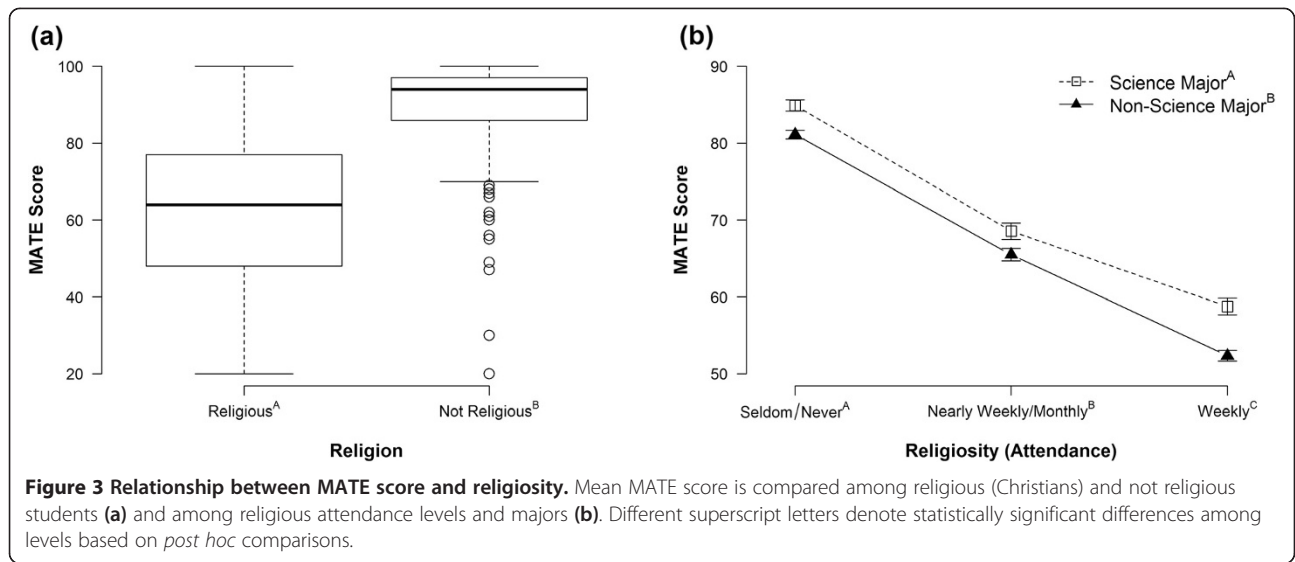 (a)
100
80
60
40
20
MATE Score
Religious^A
Not Religious^B
Religion
(b)
90
80
70
60
50
MATE Score
Science Major^A
Non-Science Major^B
Seldom/Never^A
Nearly Weekly/Monthly^B
Weekly^C
Religiosity (Attendance)
Figure 3 Relationship between MATE score and religiosity. Mean MATE score is compared among religious (Christians) and not religious
students (a) and among religious attendance levels and majors (b). Different superscript letters denote statistically significant differences among
levels based on post hoc comparisons.